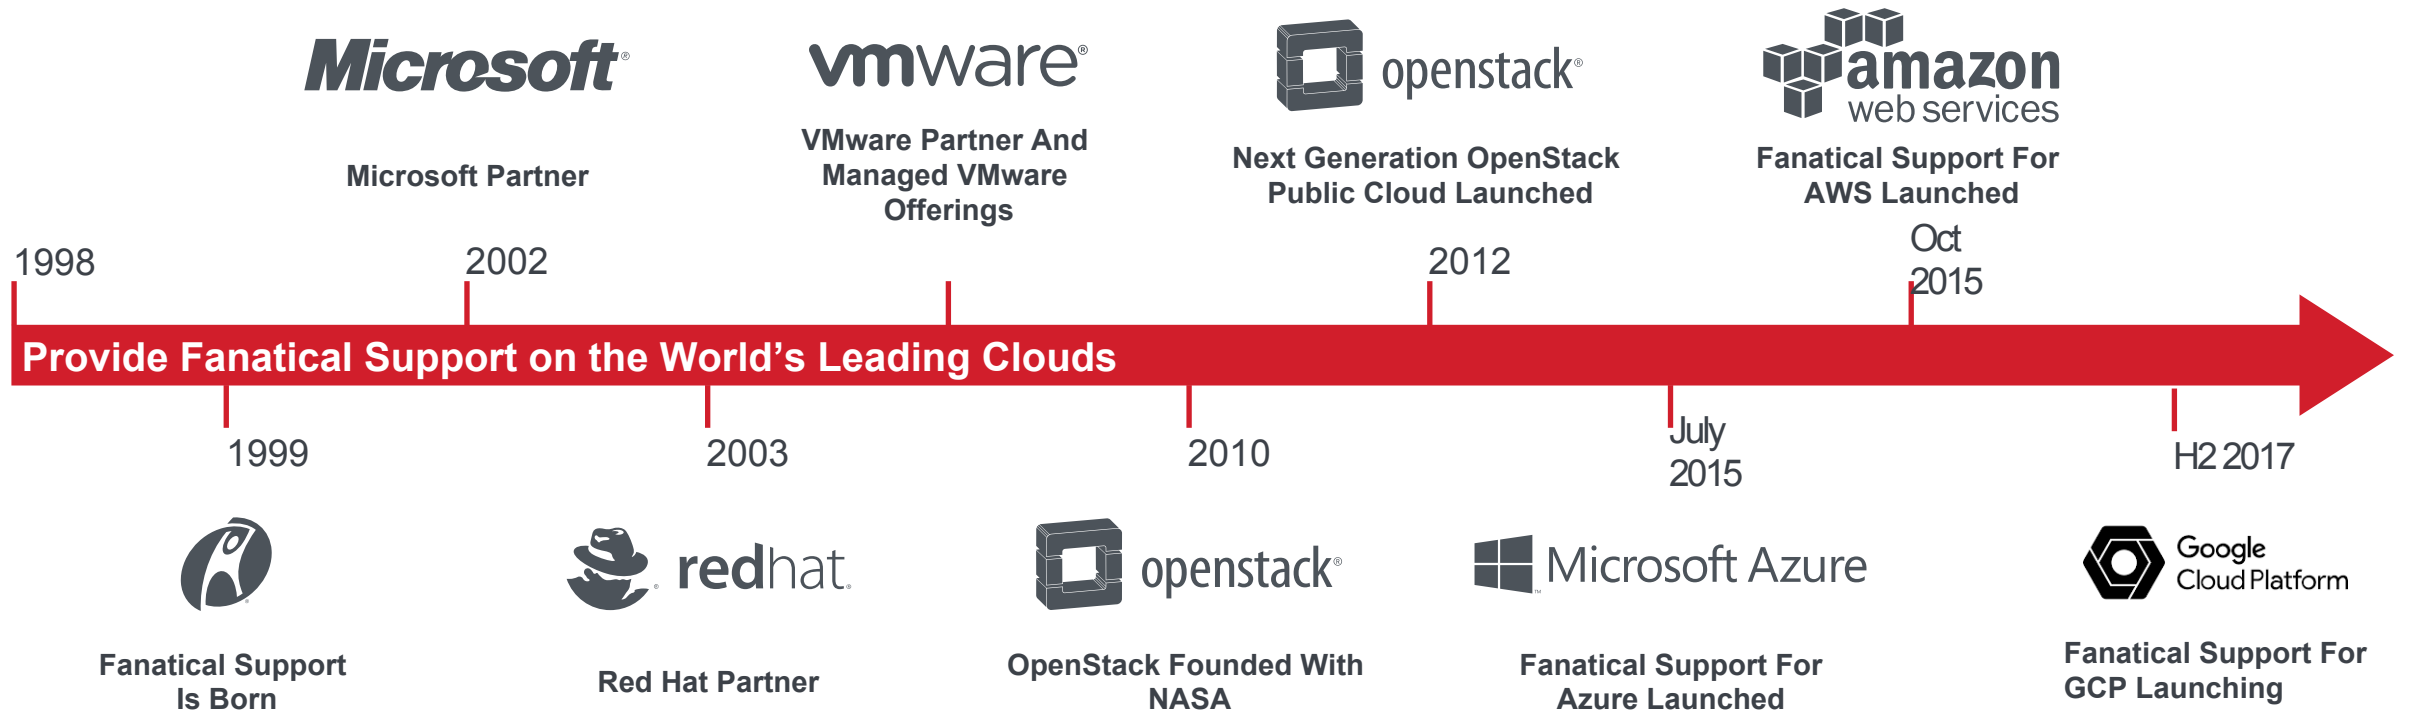 Microsoft®
Microsoft Partner
vmware®
VMware Partner And
Managed VMware
Offerings
openstack®
Next Generation OpenStack
Public Cloud Launched
amazon
web services
Fanatical Support For
AWS Launched
1998
2002
2012
Oct
2015
Provide Fanatical Support on the World’s Leading Clouds
1999
2003
2010
July
2015
H2 2017
Fanatical Support
Is Born
redhat.
Red Hat Partner
openstack®
OpenStack Founded With
NASA
Microsoft Azure
Fanatical Support For
Azure Launched
Google
Cloud Platform
Fanatical Support For
GCP Launching